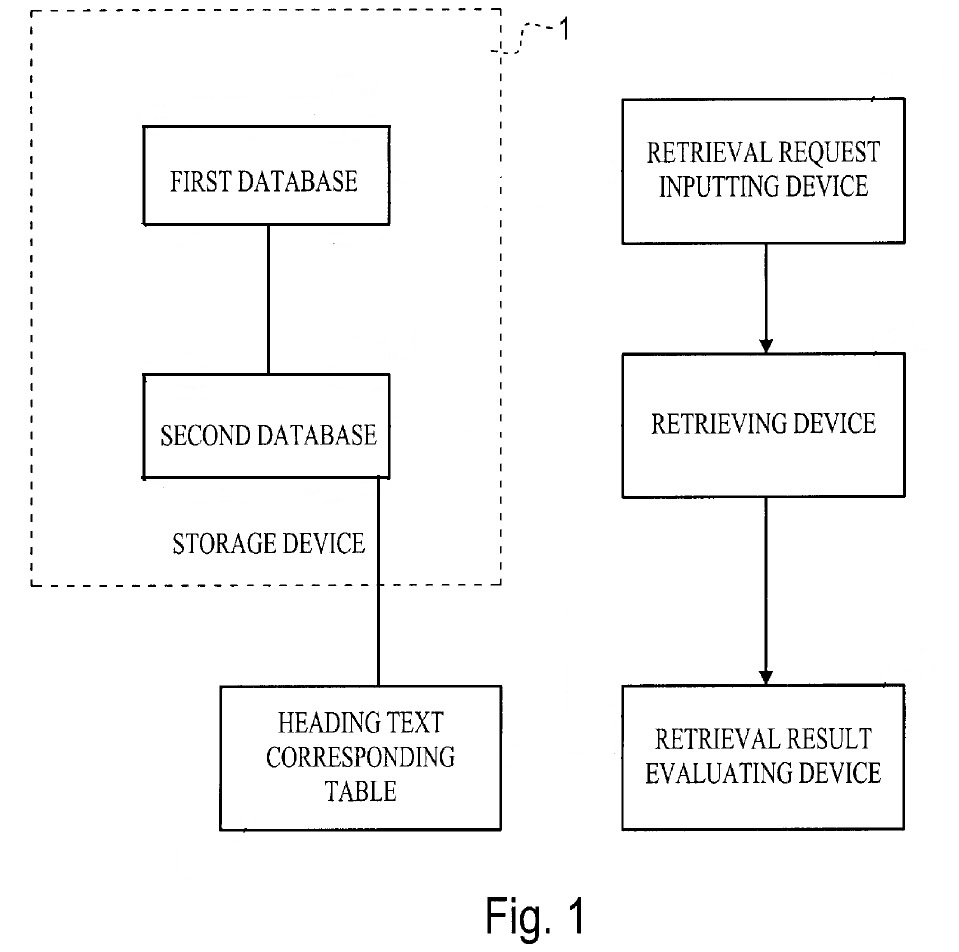 1
FIRST DATABASE
SECOND DATABASE
STORAGE DEVICE
HEADING TEXT
CORRESPONDING
TABLE
RETRIEVAL REQUEST
INPUTTING DEVICE
RETRIEVING DEVICE
RETRIEVAL RESULT
EVALUATING DEVICE
Fig. 1